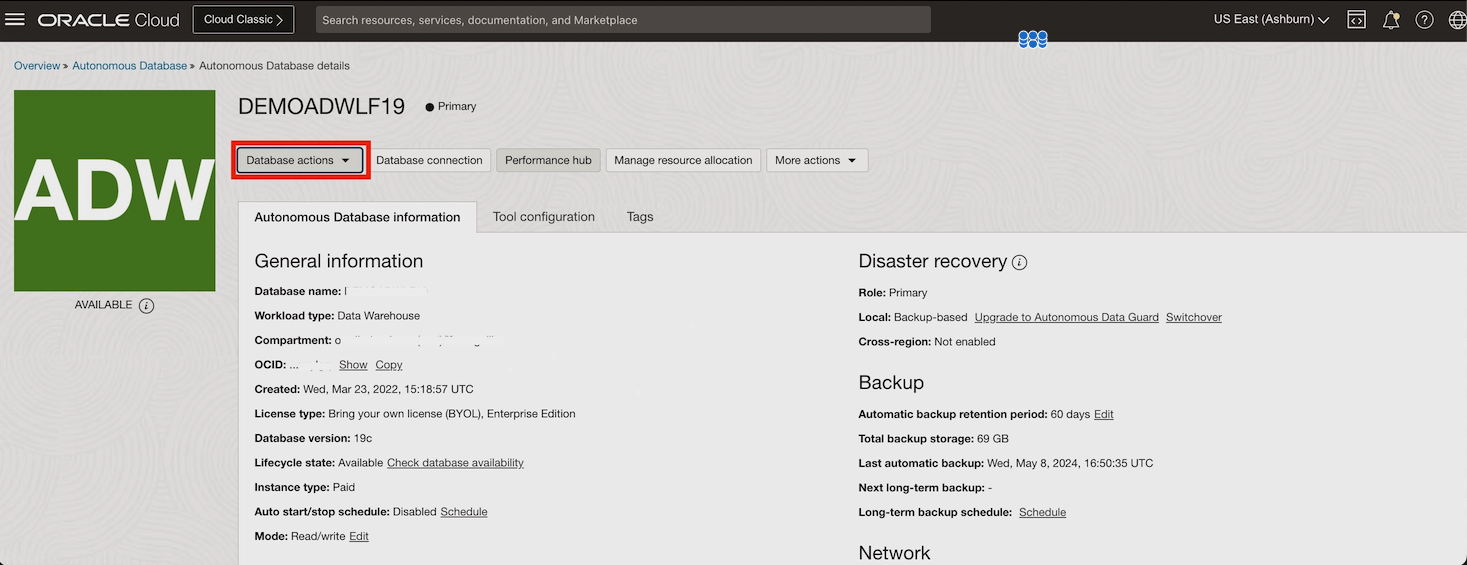 ORACLE Cloud
Cloud Classic
Search resources, services, documentation, and Marketplace
US East (Ashburn)
Overview » Autonomous Database » Autonomous Database details
ADW
AVAILABLE
DEMOADWLF19
Primary
Database actions
Database connection
Performance hub
Manage resource allocation
More actions
Autonomous Database information
Tool configuration
Tags
General information
Database name:
Workload type: Data Warehouse
Compartment:
OCID: ... Show Copy
Created: Wed, Mar 23, 2022, 15:18:57 UTC
License type: Bring your own license (BYOL), Enterprise Edition
Database version: 19c
Lifecycle state: Available Check database availability
Instance type: Paid
Auto start/stop schedule: Disabled Schedule
Mode: Read/write Edit
Disaster recovery
Role: Primary
Local: Backup-based Upgrade to Autonomous Data Guard Switchover
Cross-region: Not enabled
Backup
Automatic backup retention period: 60 days Edit
Total backup storage: 69 GB
Last automatic backup: Wed, May 8, 2024, 16:50:35 UTC
Next long-term backup: -
Long-term backup schedule: Schedule
Network